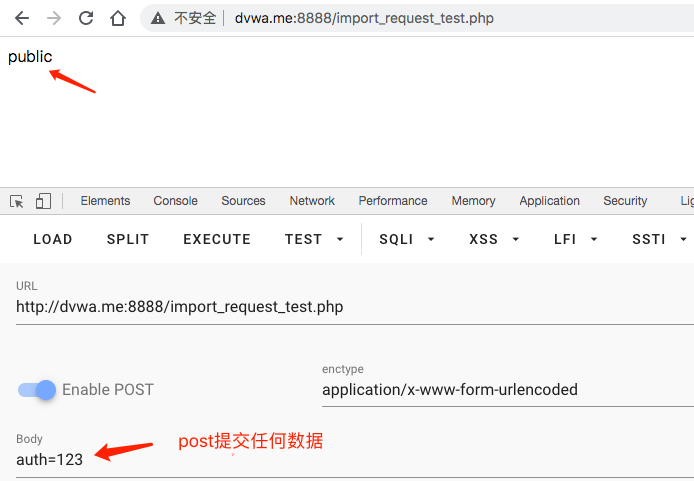 不安全 dvwa.me:8888/import_request_test.php
public
Elements Console Sources Network Performance Memory Application Security Lig
LOAD SPLIT EXECUTE TEST SQLI XSS LFI SSTI
URL
http://dvwa.me:8888/import_request_test.php
enctype
Enable POST application/x-www-form-urlencoded
Body
auth=123
post提交任何数据